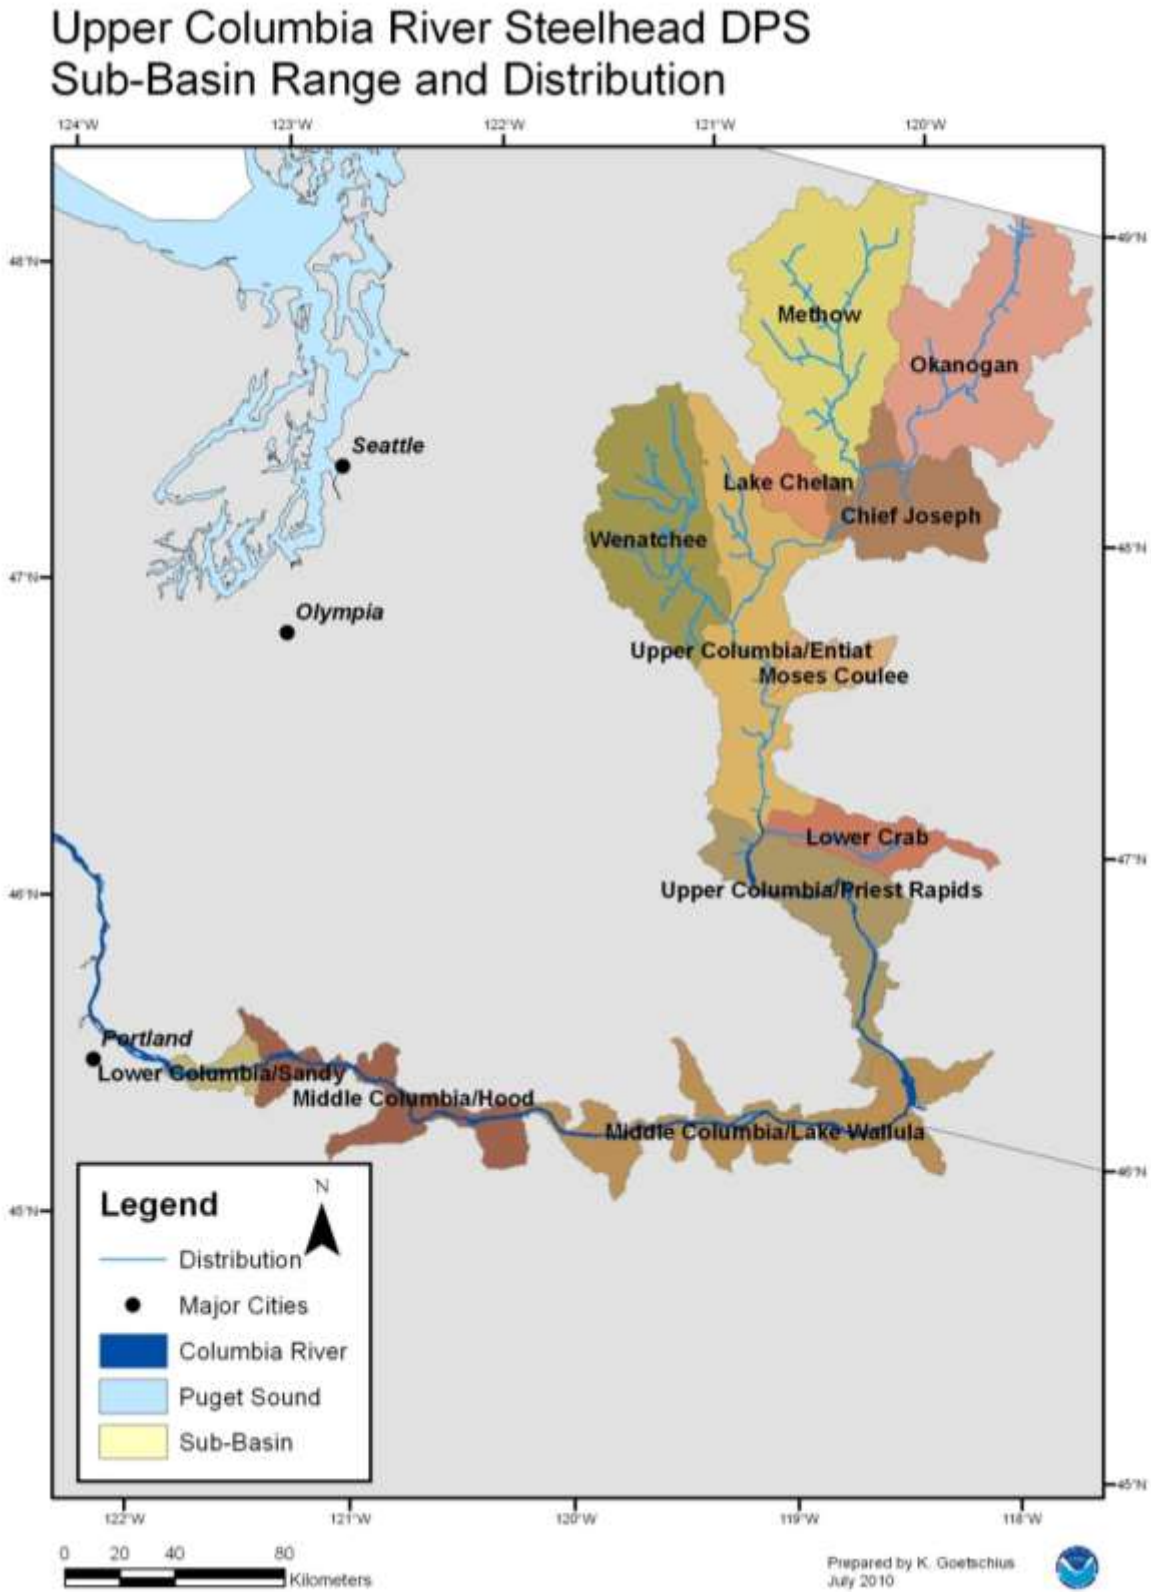 Upper Columbia River Steelhead DPS
Sub-Basin Range and Distribution
124°W 123°W 122°W 121°W 120°W
49°N
48°N
Methow
Okanogan
Seattle
Lake Chelan
Chief Joseph
Wenatchee
48°N
47°N
Olympia
Upper Columbia/Entiat
Moses Coulee
Lower Crab
47°N
Upper Columbia/Priest Rapids
46°N
Portland
Lower Columbia/Sandy
Middle Columbia/Hood
Middle Columbia/Lake Wallula
46°N
Legend
N
45°N
Distribution
Major Cities
Columbia River
Puget Sound
Sub-Basin
45°N
122°W 121°W 120°W 119°W 118°W
0 20 40 80
Kilometers
Prepared by K. Goetschius
July 2010